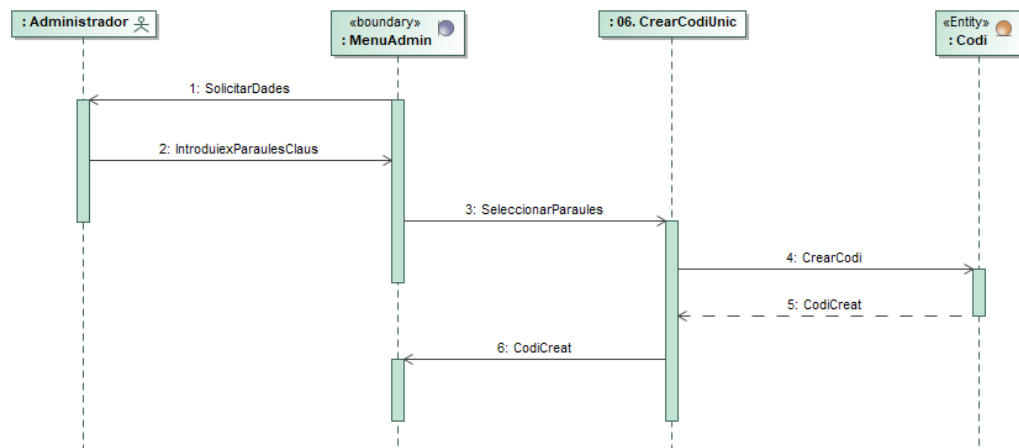 : Administrador
«boundary»
: MenuAdmin
: 06. CrearCodiUnic
«Entity»
: Codi
1: SolicitarDades
2: IntroduiexParaulesClaus
3: SeleccionarParaules
4: CrearCodi
5: CodiCreat
6: CodiCreat